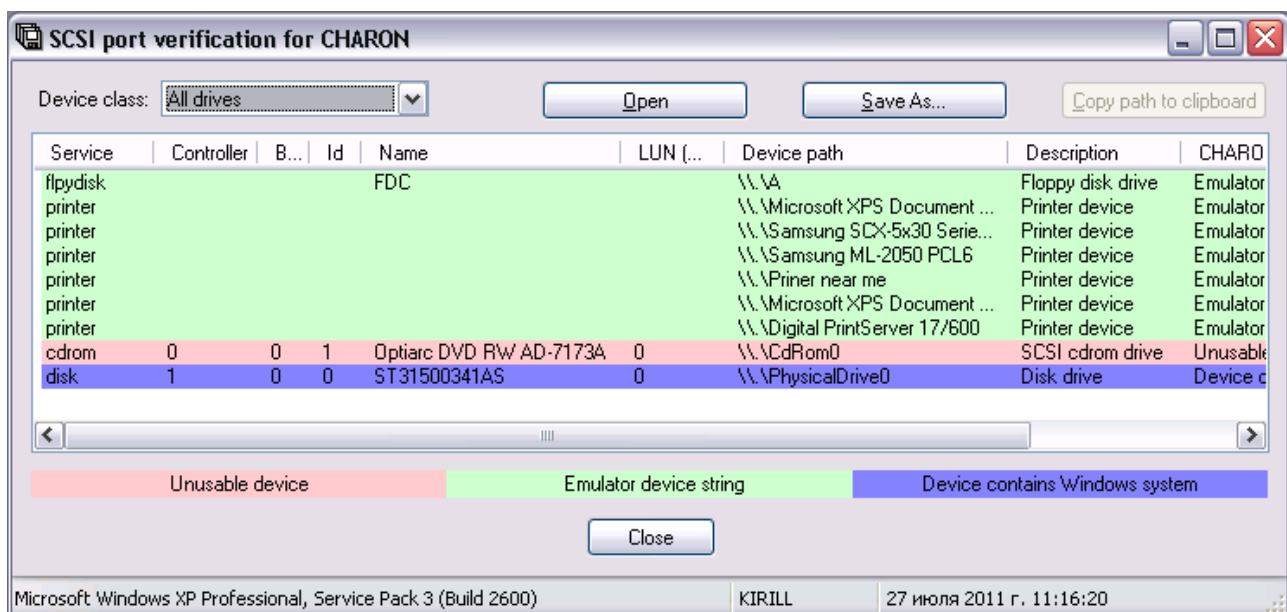 SCSI port verification for CHARON
Device class: All drives Open Save As... Copy path to clipboard
Service Controller B... Id Name LUN (... Device path Description CHARO
flpydisk FDC \\.\A Floppy disk drive Emulator
printer \\.\Microsoft XPS Document ... Printer device Emulator
printer \\.\Samsung SCX-5x30 Serie... Printer device Emulator
printer \\.\Samsung ML-2050 PCL6 Printer device Emulator
printer \\.\Priner near me Printer device Emulator
printer \\.\Microsoft XPS Document ... Printer device Emulator
printer \\.\Digital PrintServer 17/600 Printer device Emulator
cdrom 0 0 1 Optiarc DVD RW AD-7173A 0 \\.\CdRom0 SCSI cdrom drive Unusable
disk 1 0 0 ST31500341AS 0 \\.\PhysicalDrive0 Disk drive Device c
Unusable device Emulator device string Device contains Windows system
Close
Microsoft Windows XP Professional, Service Pack 3 (Build 2600) KIRILL 27 июля 2011 г. 11:16:20